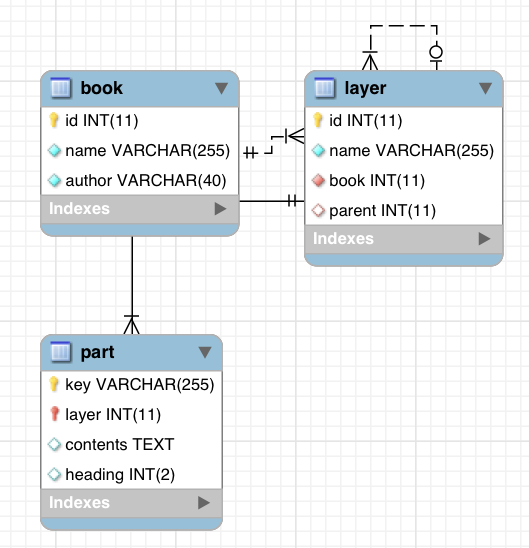 book
id INT(11)
name VARCHAR(255)
author VARCHAR(40)
Indexes
layer
id INT(11)
name VARCHAR(255)
book INT(11)
parent INT(11)
Indexes
part
key VARCHAR(255)
layer INT(11)
contents TEXT
heading INT(2)
Indexes